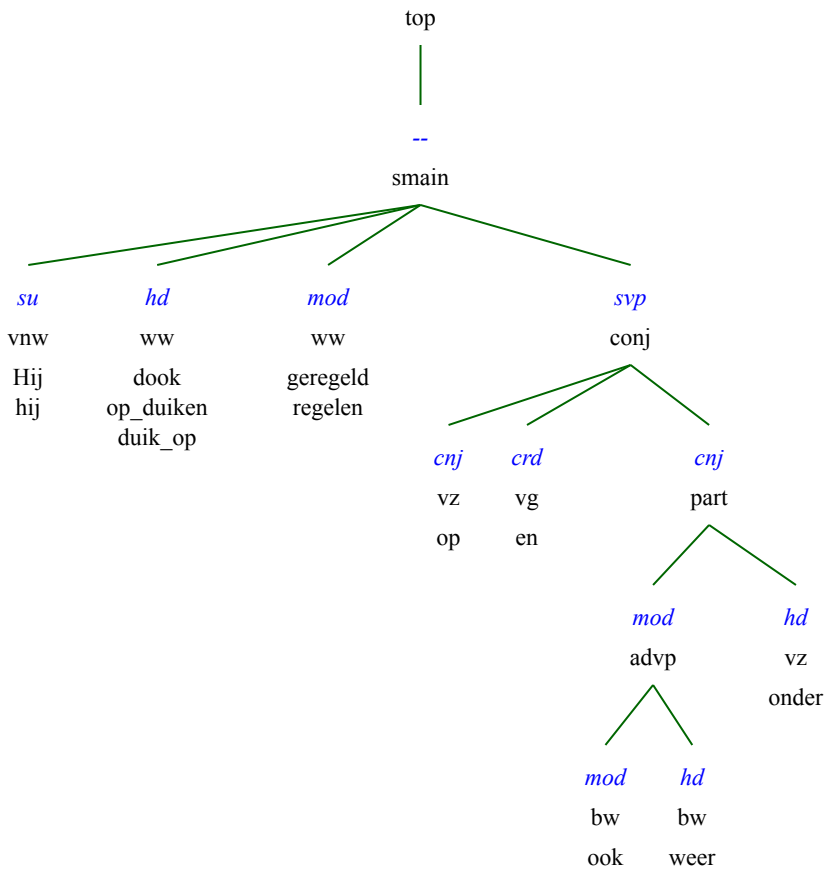 top
--
smain
su hd mod svp
vnw ww ww conj
Hij dook geregeld
hij op_duiken regelen
duik_op
cnj crd cnj
vz vg part
op en
mod hd
advp vz
onder
mod hd
bw bw
ook weer